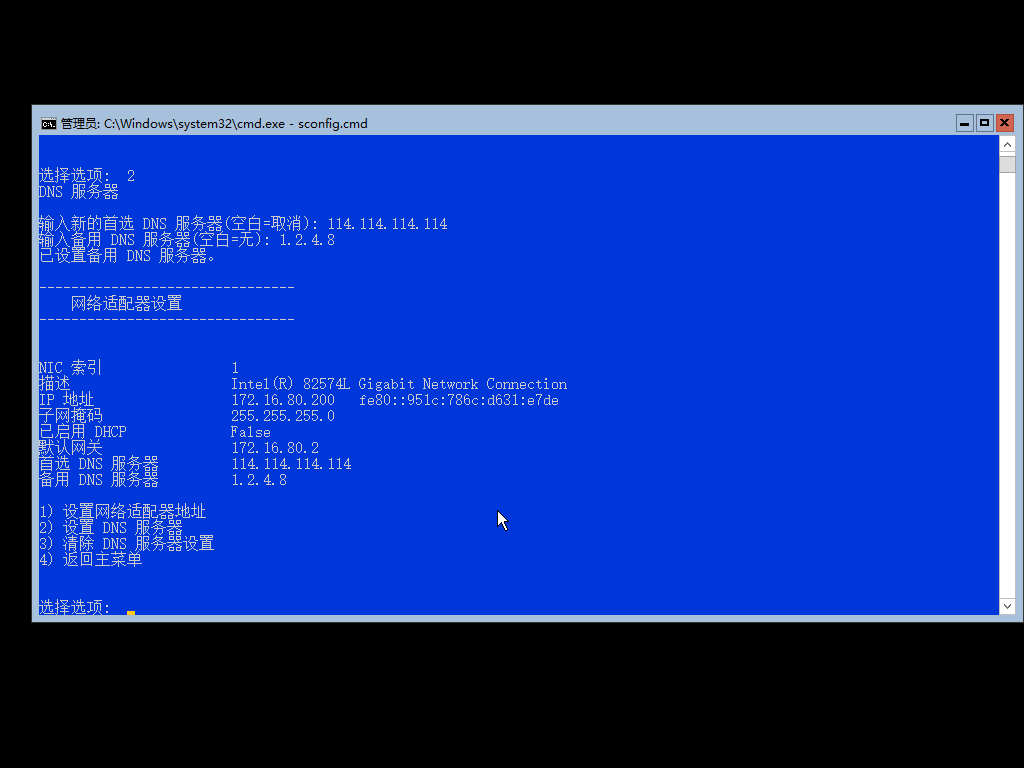 管理员: C:\Windows\system32\cmd.exe - sconfig.cmd
选择选项: 2
DNS 服务器
输入新的首选 DNS 服务器(空白=取消): 114.114.114.114
输入备用 DNS 服务器(空白=无): 1.2.4.8
已设置备用 DNS 服务器。
--------------------------------
网络适配器设置
--------------------------------
NIC 索引 1
描述 Intel(R) 82574L Gigabit Network Connection
IP 地址 172.16.80.200 fe80::951c:786c:d631:e7de
子网掩码 255.255.255.0
已启用 DHCP False
默认网关 172.16.80.2
首选 DNS 服务器 114.114.114.114
备用 DNS 服务器 1.2.4.8
1) 设置网络适配器地址
2) 设置 DNS 服务器
3) 清除 DNS 服务器设置
4) 返回主菜单
选择选项: